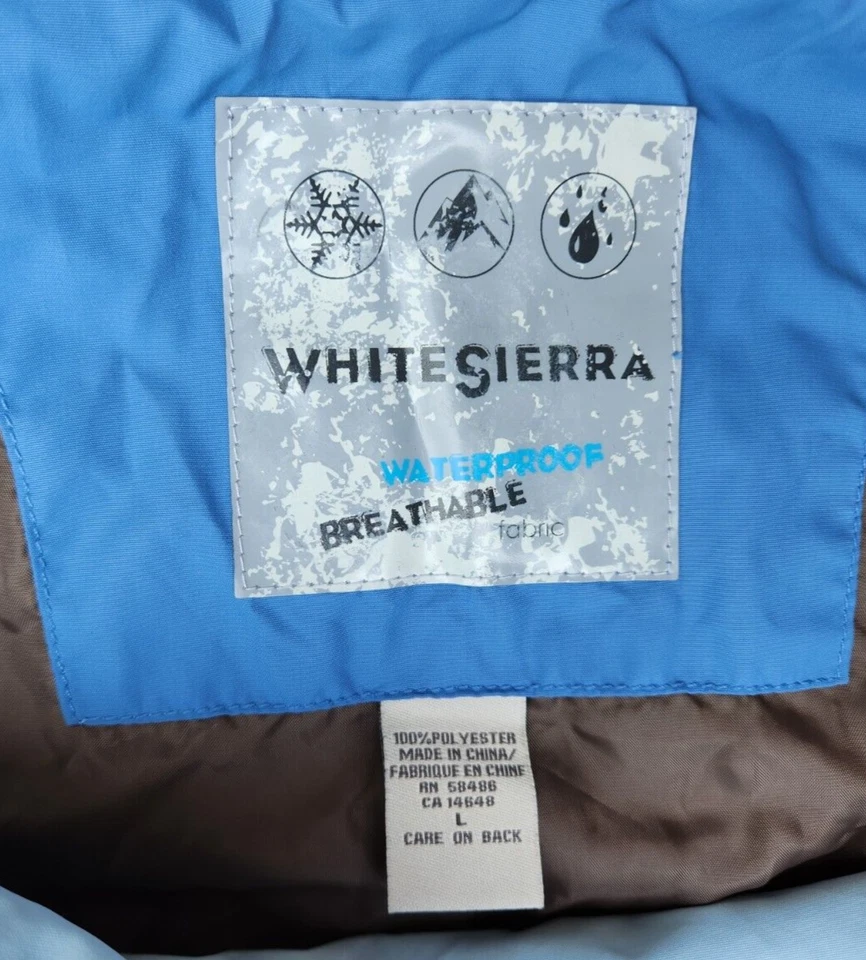 WHITESIERRA
WATERPROOF
BREATHABLE
fabric
100%POLYESTER
MADE IN CHINA/
FABRIQUE EN CHINE
RN 58486
CA 14648
L
CARE ON BACK